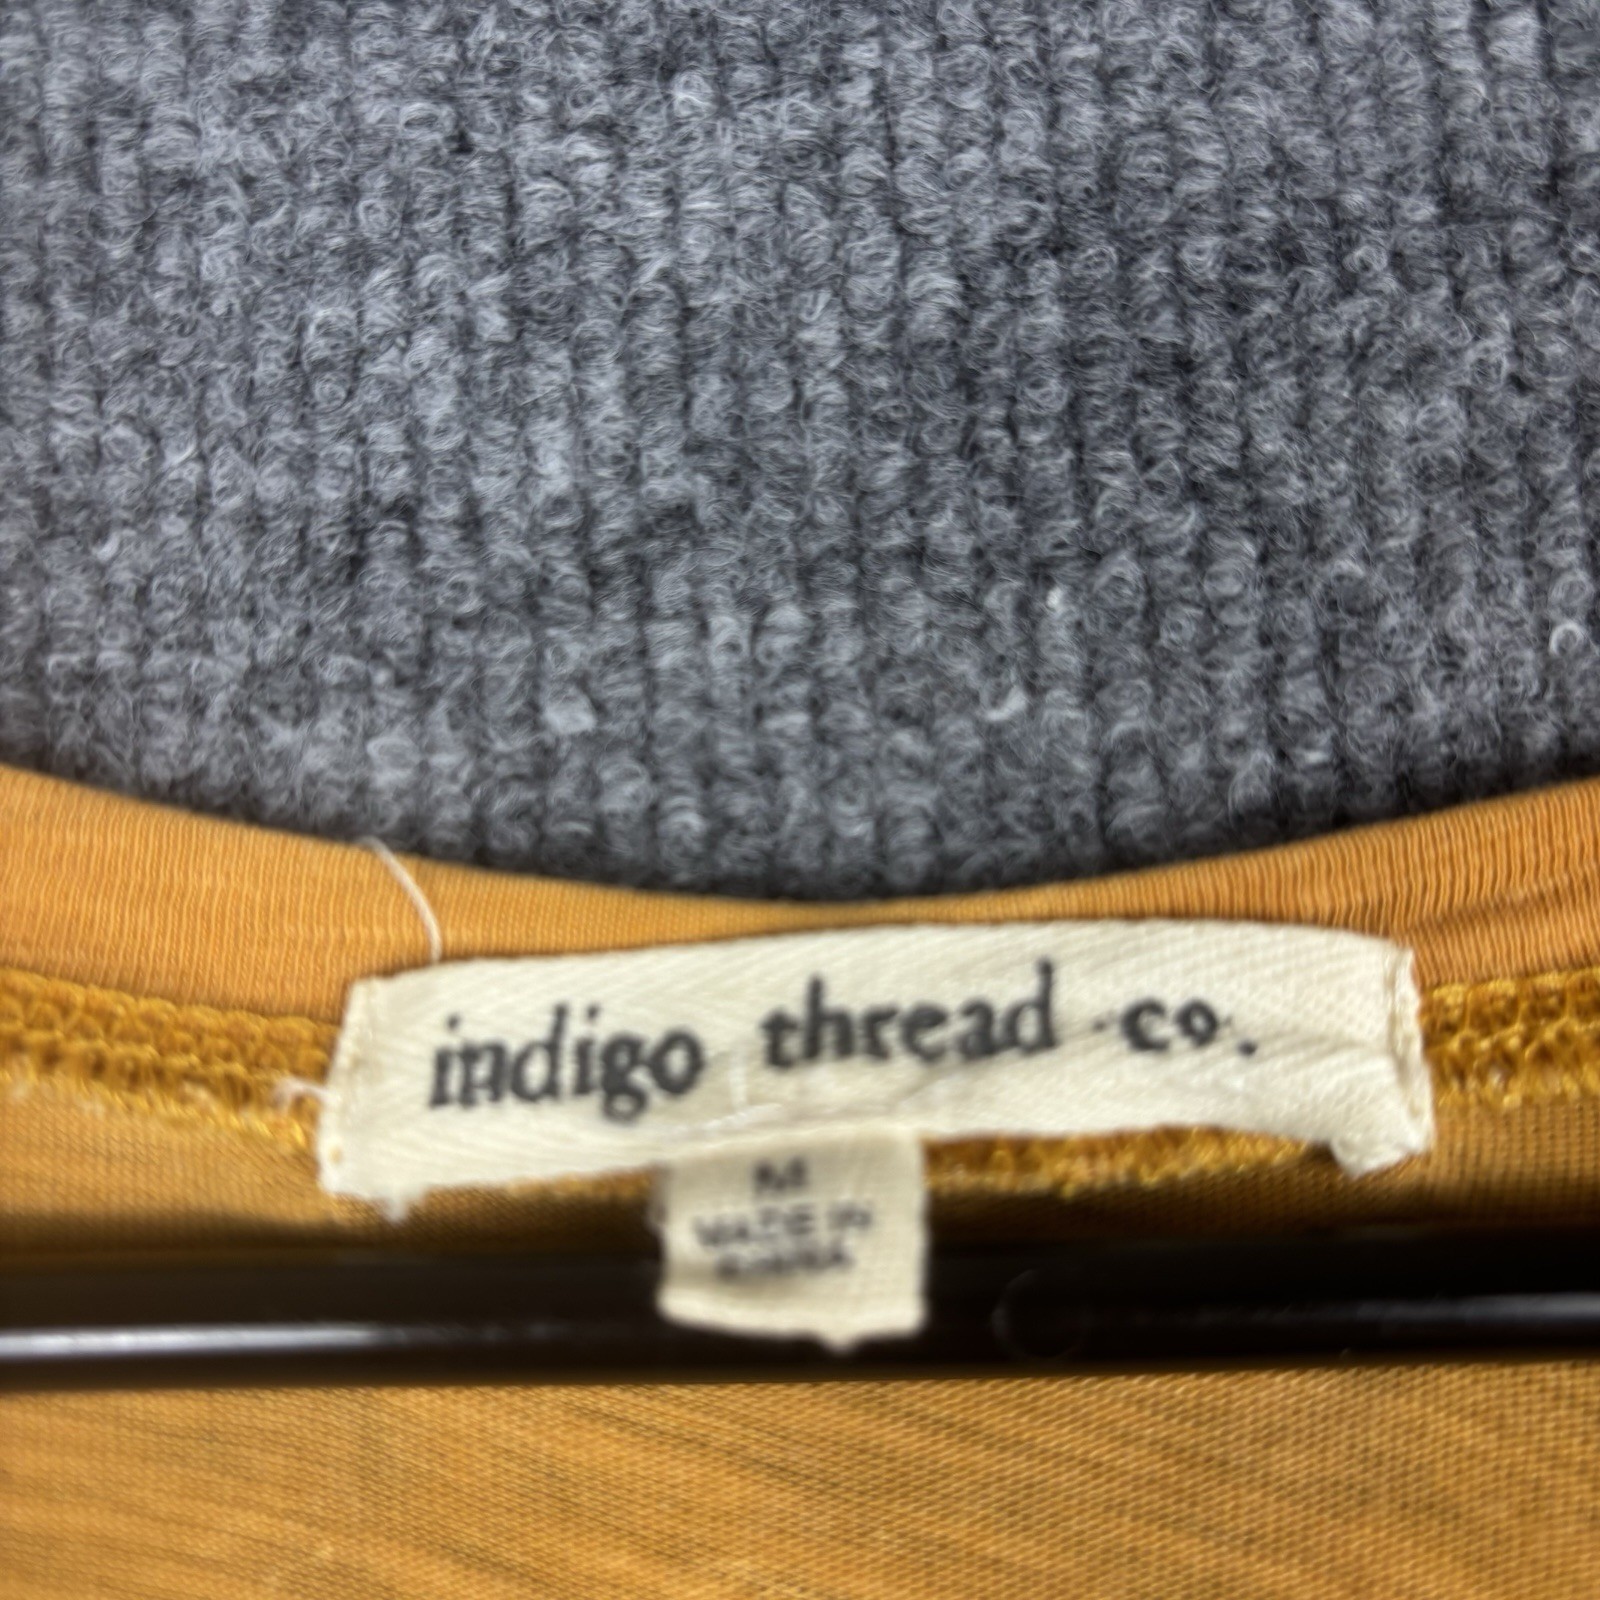 indigo thread co.
M
MADE IN